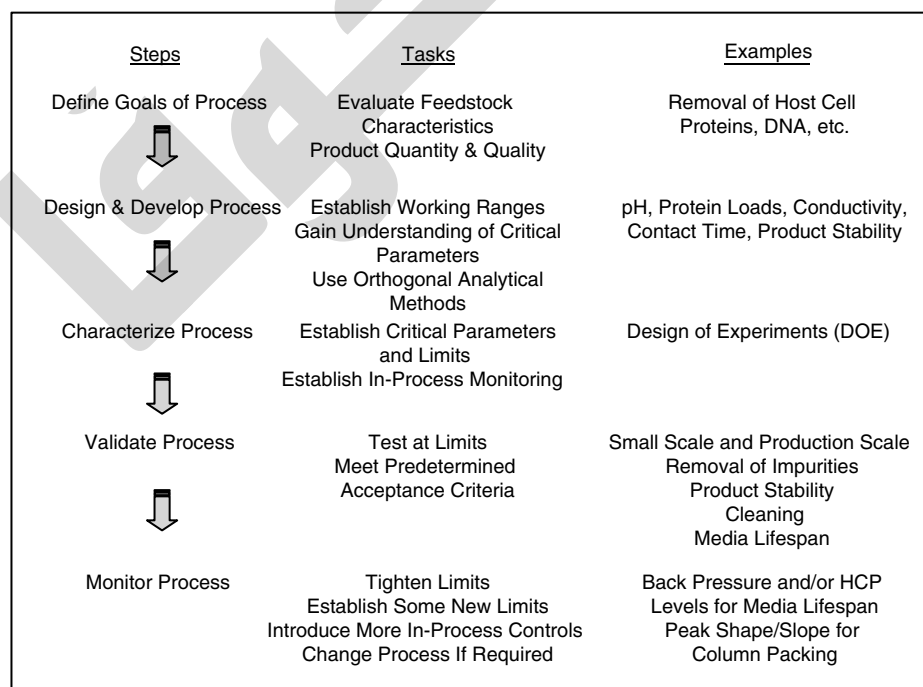 Steps Tasks Examples
Define Goals of Process Evaluate Feedstock Removal of Host Cell
Characteristics Proteins, DNA, etc.
Product Quantity & Quality
Design & Develop Process Establish Working Ranges pH, Protein Loads, Conductivity,
Gain Understanding of Critical Contact Time, Product Stability
Parameters
Use Orthogonal Analytical
Methods
Characterize Process Establish Critical Parameters Design of Experiments (DOE)
and Limits
Establish In-Process Monitoring
Validate Process Test at Limits Small Scale and Production Scale
Meet Predetermined Removal of Impurities
Acceptance Criteria Product Stability
Cleaning
Media Lifespan
Monitor Process Tighten Limits Back Pressure and/or HCP
Establish Some New Limits Levels for Media Lifespan
Introduce More In-Process Controls Peak Shape/Slope for
Change Process If Required Column Packing